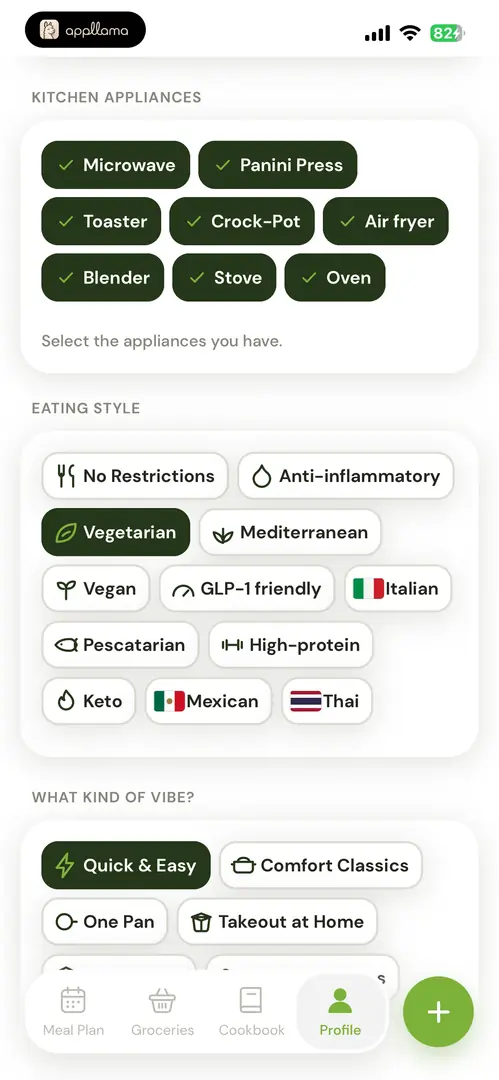 appllama
82
KITCHEN APPLIANCES
Microwave Panini Press
Toaster Crock-Pot Air fryer
Blender Stove Oven
Select the appliances you have.
EATING STYLE
No Restrictions Anti-inflammatory
Vegetarian Mediterranean
Vegan GLP-1 friendly Italian
Pescatarian High-protein
Keto Mexican Thai
WHAT KIND OF VIBE?
Quick & Easy Comfort Classics
One Pan Takeout at Home
Meal Plan Groceries Cookbook Profile